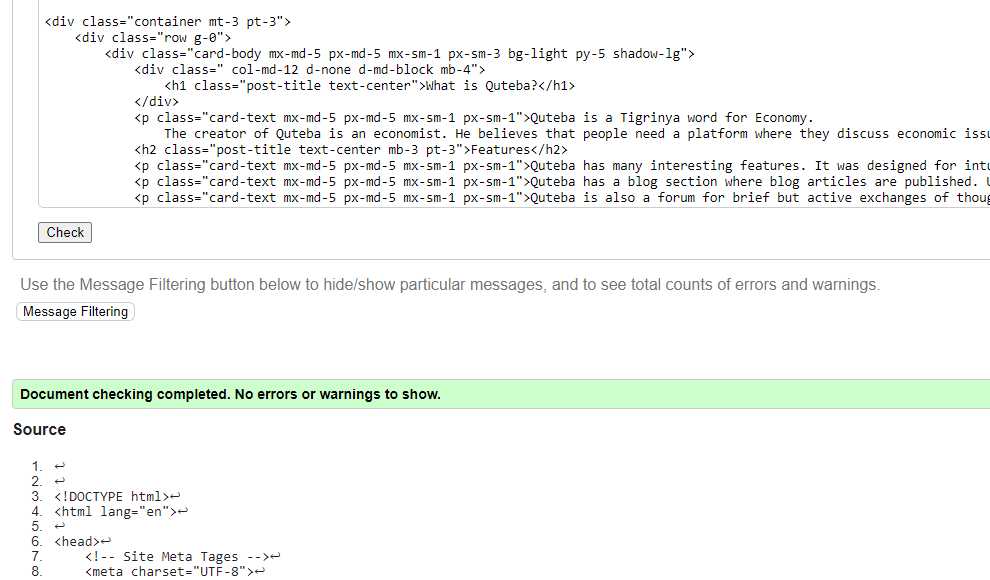 <div class="container mt-3 pt-3">
<div class="row g-0">
<div class="card-body mx-md-5 px-md-5 mx-sm-1 px-sm-3 bg-light py-5 shadow-lg">
<div class=" col-md-12 d-none d-md-block mb-4">
<h1 class="post-title text-center">What is Quteba?</h1>
</div>
<p class="card-text mx-md-5 px-md-5 mx-sm-1 px-sm-1">Quteba is a Tigrinya word for Economy.
The creator of Quteba is an economist. He believes that people need a platform where they discuss economic issu
<h2 class="post-title text-center mb-3 pt-3">Features</h2>
<p class="card-text mx-md-5 px-md-5 mx-sm-1 px-sm-1">Quteba has many interesting features. It was designed for intu
<p class="card-text mx-md-5 px-md-5 mx-sm-1 px-sm-1">Quteba has a blog section where blog articles are published. U
<p class="card-text mx-md-5 px-md-5 mx-sm-1 px-sm-1">Quteba is also a forum for brief but active exchanges of thoug
Check
Use the Message Filtering button below to hide/show particular messages, and to see total counts of errors and warnings.
Message Filtering
Document checking completed. No errors or warnings to show.
Source
1. ↩
2. ↩
3. <!DOCTYPE html>↩
4. <html lang="en">↩
5. ↩
6. <head>↩
7. <!-- Site Meta Tages -->↩
8. <meta charset="UTF-8">↩